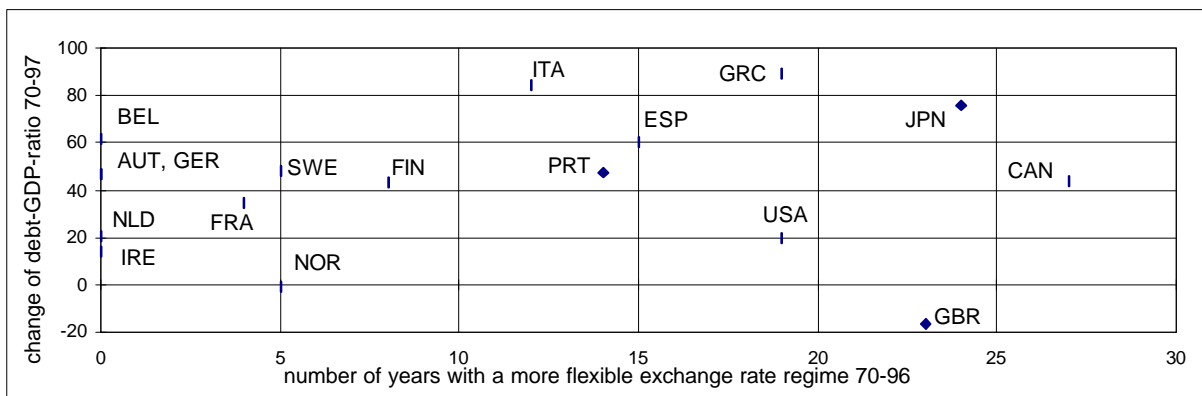 change of debt-GDP-ratio 70-97
100
80
60
40
20
0
-20
ITA
GRC
BEL
ESP
JPN
AUT, GER
SWE
FIN
PRT
CAN
NLD
FRA
USA
IRE
NOR
GBR
0
5
10
15
20
25
30
number of years with a more flexible exchange rate regime 70-96